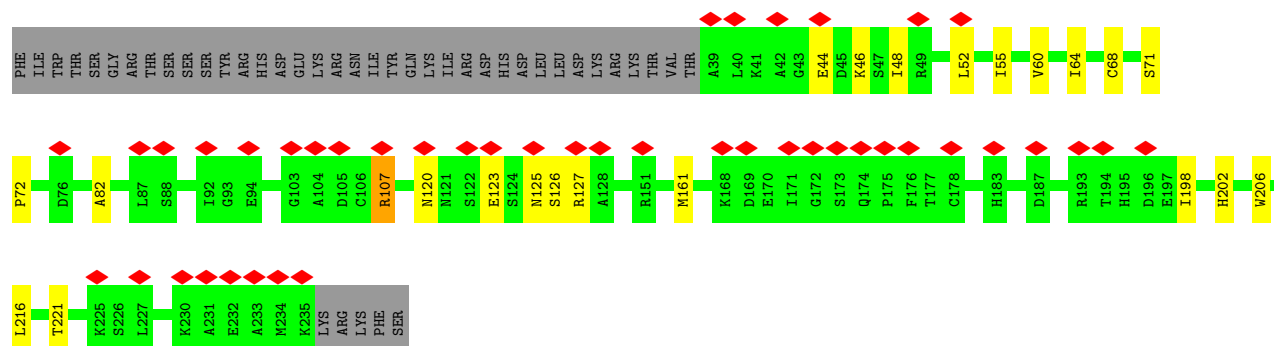 PHE ILE TRP THR SER GLY ARG THR SER SER SER TYR ARG HIS ASP GLU LYS ARG ASN ILE TYR GLN LYS ILE ARG ASP HIS ASP LEU LEU ASP LYS ARG LYS THR VAL THR A39 L40 K41 A42 G43 E44 D45 K46 S47 I48 R49 L52 I55 V60 I64 C68 S71
P72 D76 A82 L87 S88 I92 G93 E94 G103 A104 D105 C106 R107 N120 N121 S122 E123 S124 N125 S126 R127 A128 R151 M161 K168 D169 E170 I171 G172 S173 Q174 P175 F176 T177 C178 H183 D187 R193 T194 H195 D196 E197 I198 H202 W206
L216 T221 K225 S226 L227 K230 A231 E232 A233 M234 K235 LYS ARG LYS PHE SER